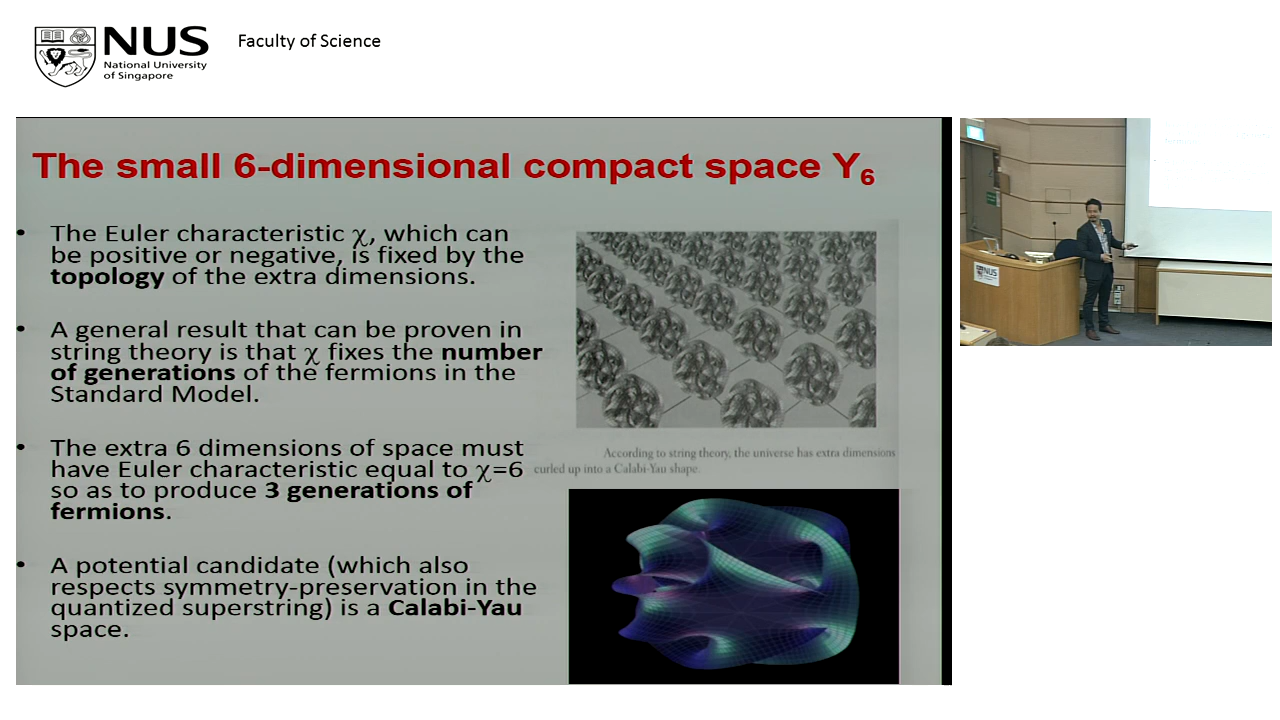 NUS
National University
of Singapore
Faculty of Science
The small 6-dimensional compact space Y₆
• The Euler characteristic χ, which can
be positive or negative, is fixed by the
topology of the extra dimensions.
• A general result that can be proven in
string theory is that χ fixes the number
of generations of the fermions in the
Standard Model.
• The extra 6 dimensions of space must
have Euler characteristic equal to χ=6
so as to produce 3 generations of
fermions.
• A potential candidate (which also
respects symmetry-preservation in the
quantized superstring) is a Calabi-Yau
space.
According to string theory, the universe has extra dimensions
curled up into a Calabi-Yau shape.
NUS